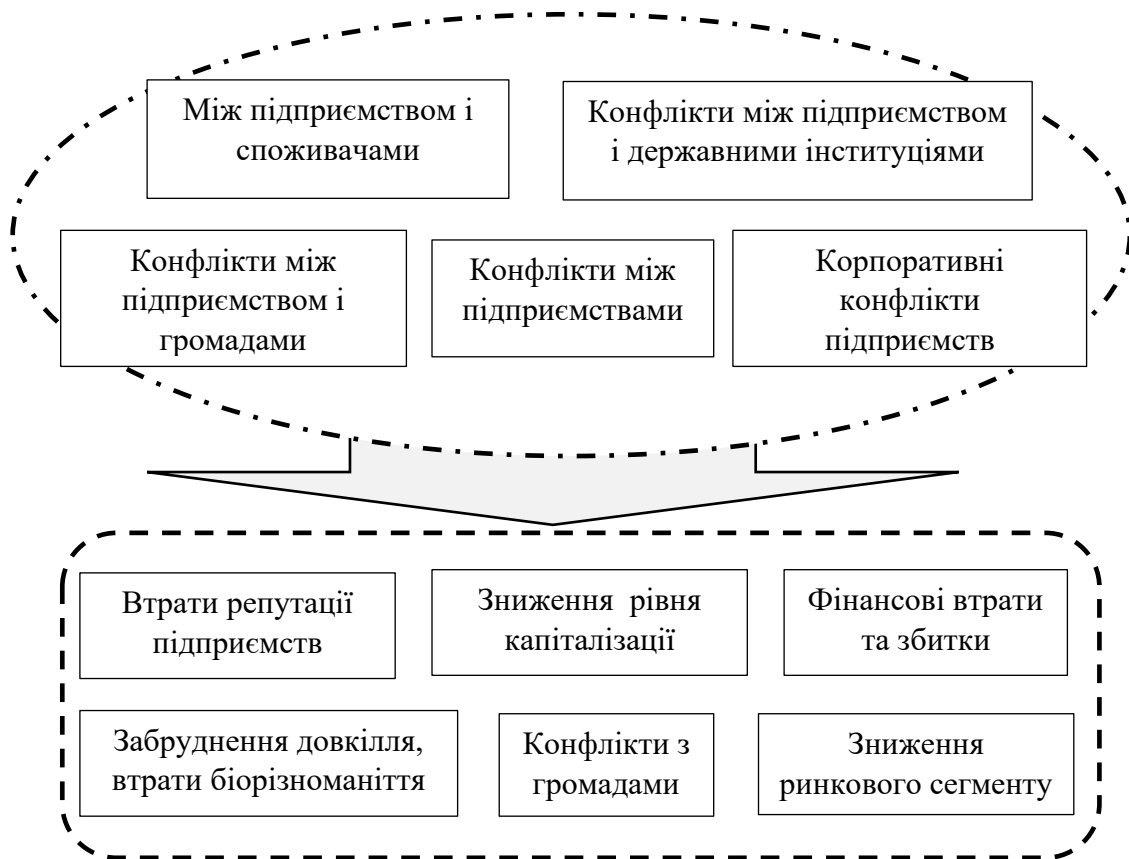 Між підприємством і
споживачами
Конфлікти між підприємством
і державними інституціями
Конфлікти між
підприємством і
громадами
Конфлікти між
підприємствами
Корпоративні
конфлікти
підприємств
Втрати репутації
підприємств
Зниження рівня
капіталізації
Фінансові втрати
та збитки
Забруднення довкілля,
втрати біорізноманіття
Конфлікти з
громадами
Зниження
ринкового сегменту